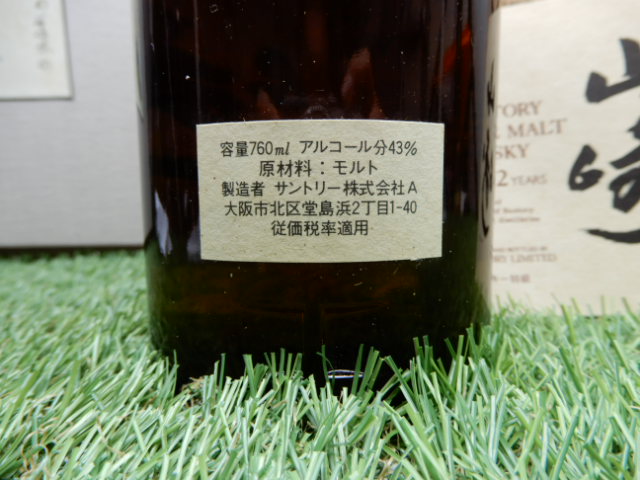 容量760ml アルコール分43%
原材料：モルト
製造者 サントリー株式会社A
大阪市北区堂島浜2丁目1-40
従価税率適用
山崎
TORY
MALT
SKY
2 YEARS
LIMITED